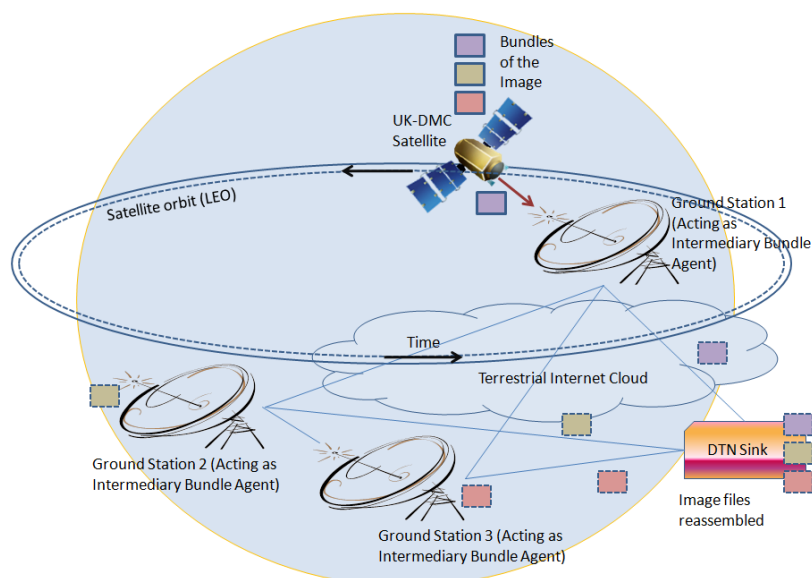 Bundles
of the
Image
UK-DMC
Satellite
Satellite orbit (LEO)
Ground Station 1
(Acting as
Intermediary Bundle
Agent)
Time
Terrestrial Internet Cloud
Ground Station 2 (Acting as
Intermediary Bundle Agent)
DTN Sink
Image files
reassembled
Ground Station 3 (Acting as
Intermediary Bundle Agent)